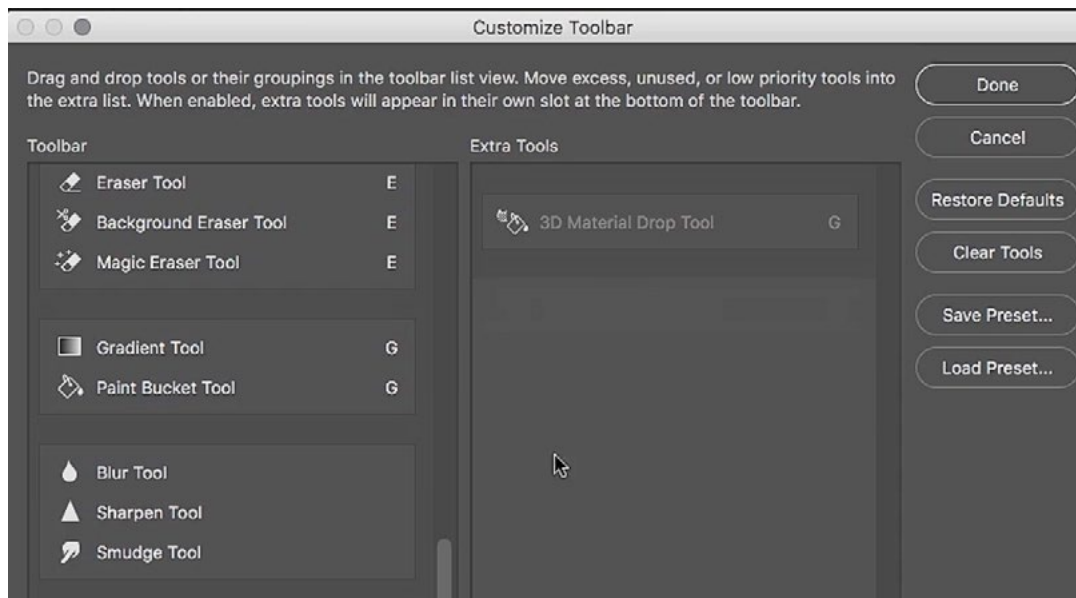 Customize Toolbar
Drag and drop tools or their groupings in the toolbar list view. Move excess, unused, or low priority tools into
the extra list. When enabled, extra tools will appear in their own slot at the bottom of the toolbar.
Done
Cancel
Restore Defaults
Clear Tools
Save Preset...
Load Preset...
Toolbar
Eraser Tool E
Background Eraser Tool E
Magic Eraser Tool E
Gradient Tool G
Paint Bucket Tool G
Blur Tool
Sharpen Tool
Smudge Tool
Extra Tools
3D Material Drop Tool G